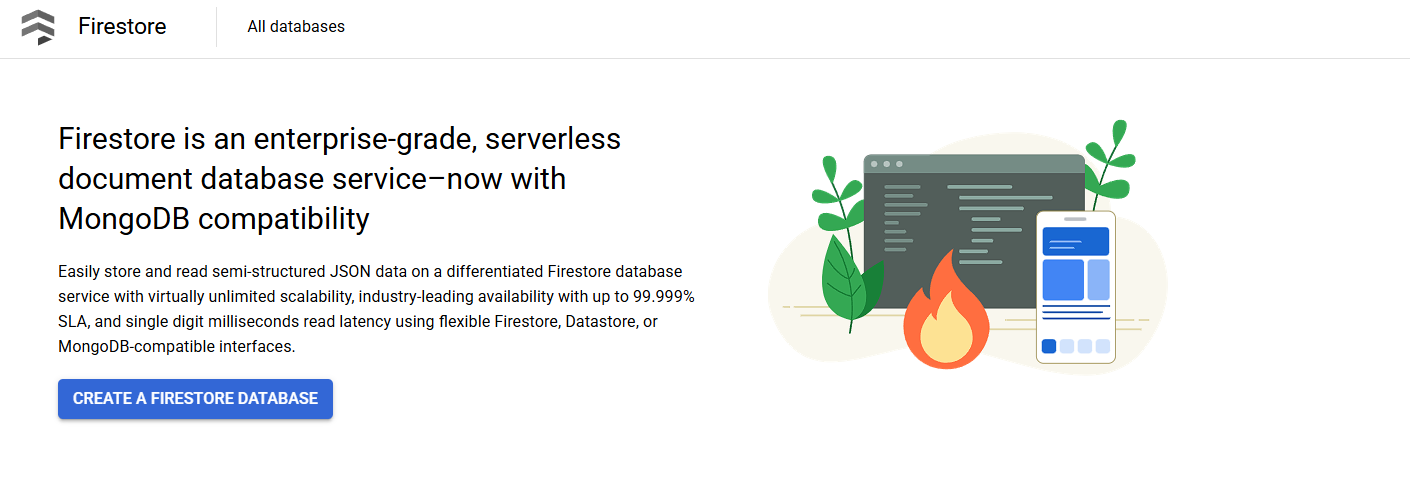 Firestore
All databases
Firestore is an enterprise-grade, serverless
document database service–now with
MongoDB compatibility
Easily store and read semi-structured JSON data on a differentiated Firestore database
service with virtually unlimited scalability, industry-leading availability with up to 99.999%
SLA, and single digit milliseconds read latency using flexible Firestore, Datastore, or
MongoDB-compatible interfaces.
CREATE A FIRESTORE DATABASE